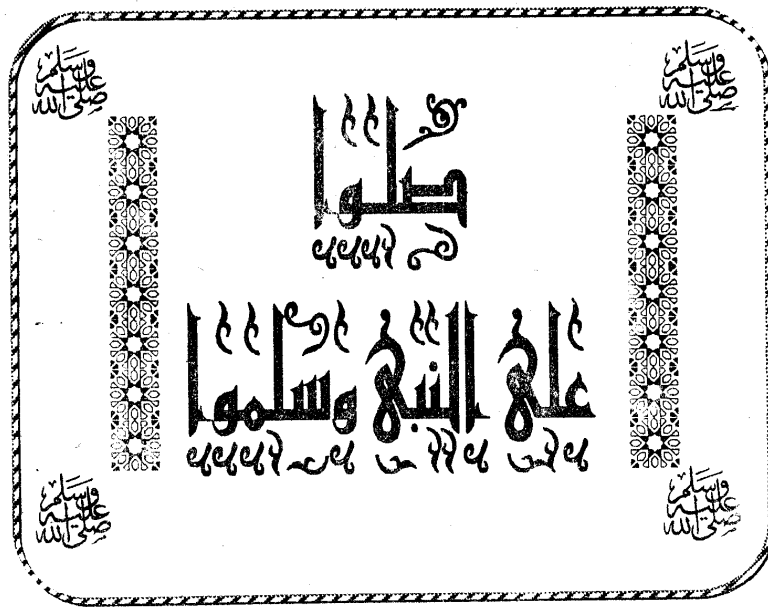 صلى الله عليه وسلم
صلى الله عليه وسلم
صلوا
على النبي وسلموا
صلى الله عليه وسلم
صلى الله عليه وسلم